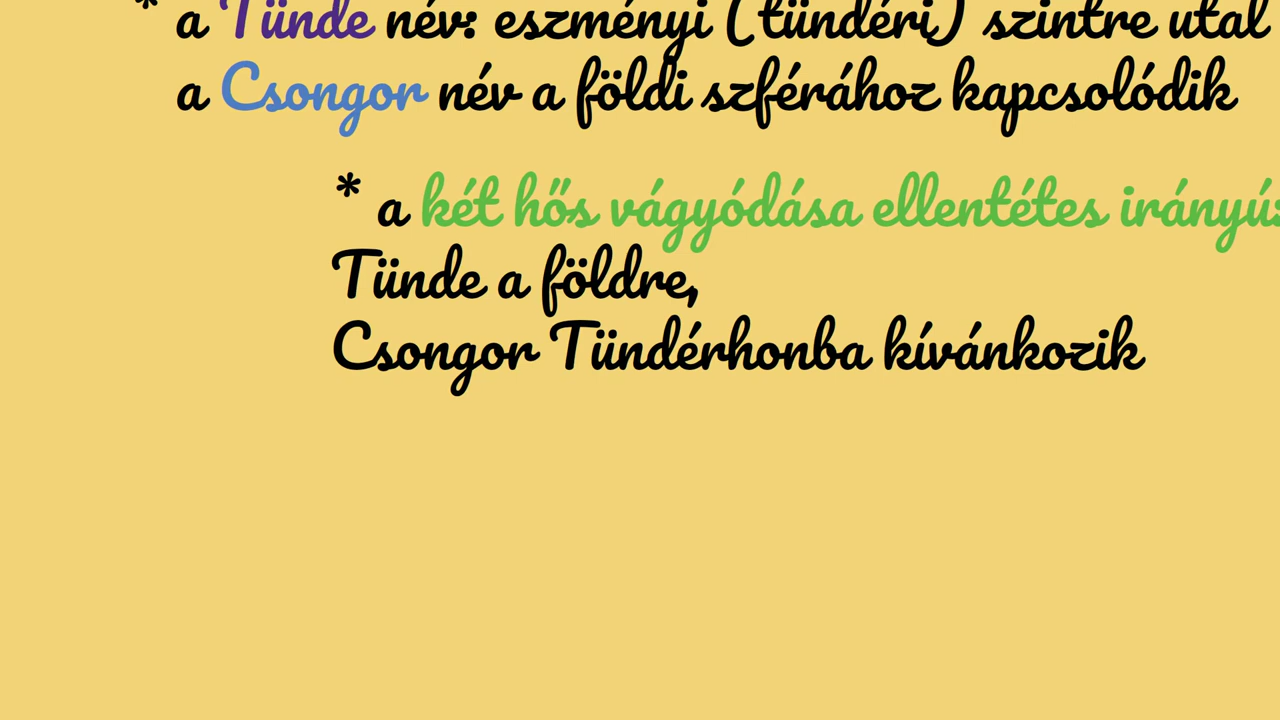 * a Tünde név: eszményi (tündéri) szintre utal
a Csongor név a földi szférához kapcsolódik
* a két hős vágyódása ellentétes irányú:
Tünde a földre,
Csongor Tündérhonba kívánkozik